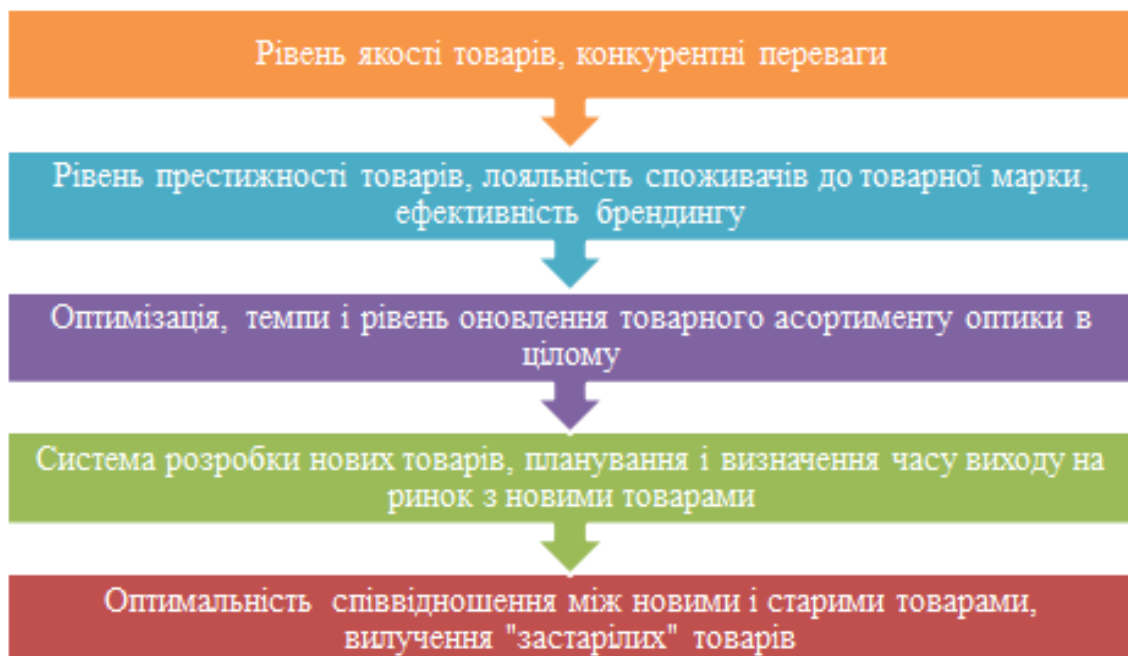 Рівень якості товарів, конкурентні переваги
Рівень престижності товарів, лояльність споживачів до товарної марки,
ефективність брендингу
Оптимізація, темпи і рівень оновлення товарного асортименту оптики в
цілому
Система розробки нових товарів, планування і визначення часу виходу на
ринок з новими товарами
Оптимальність співвідношення між новими і старими товарами,
вилучення "застарілих" товарів